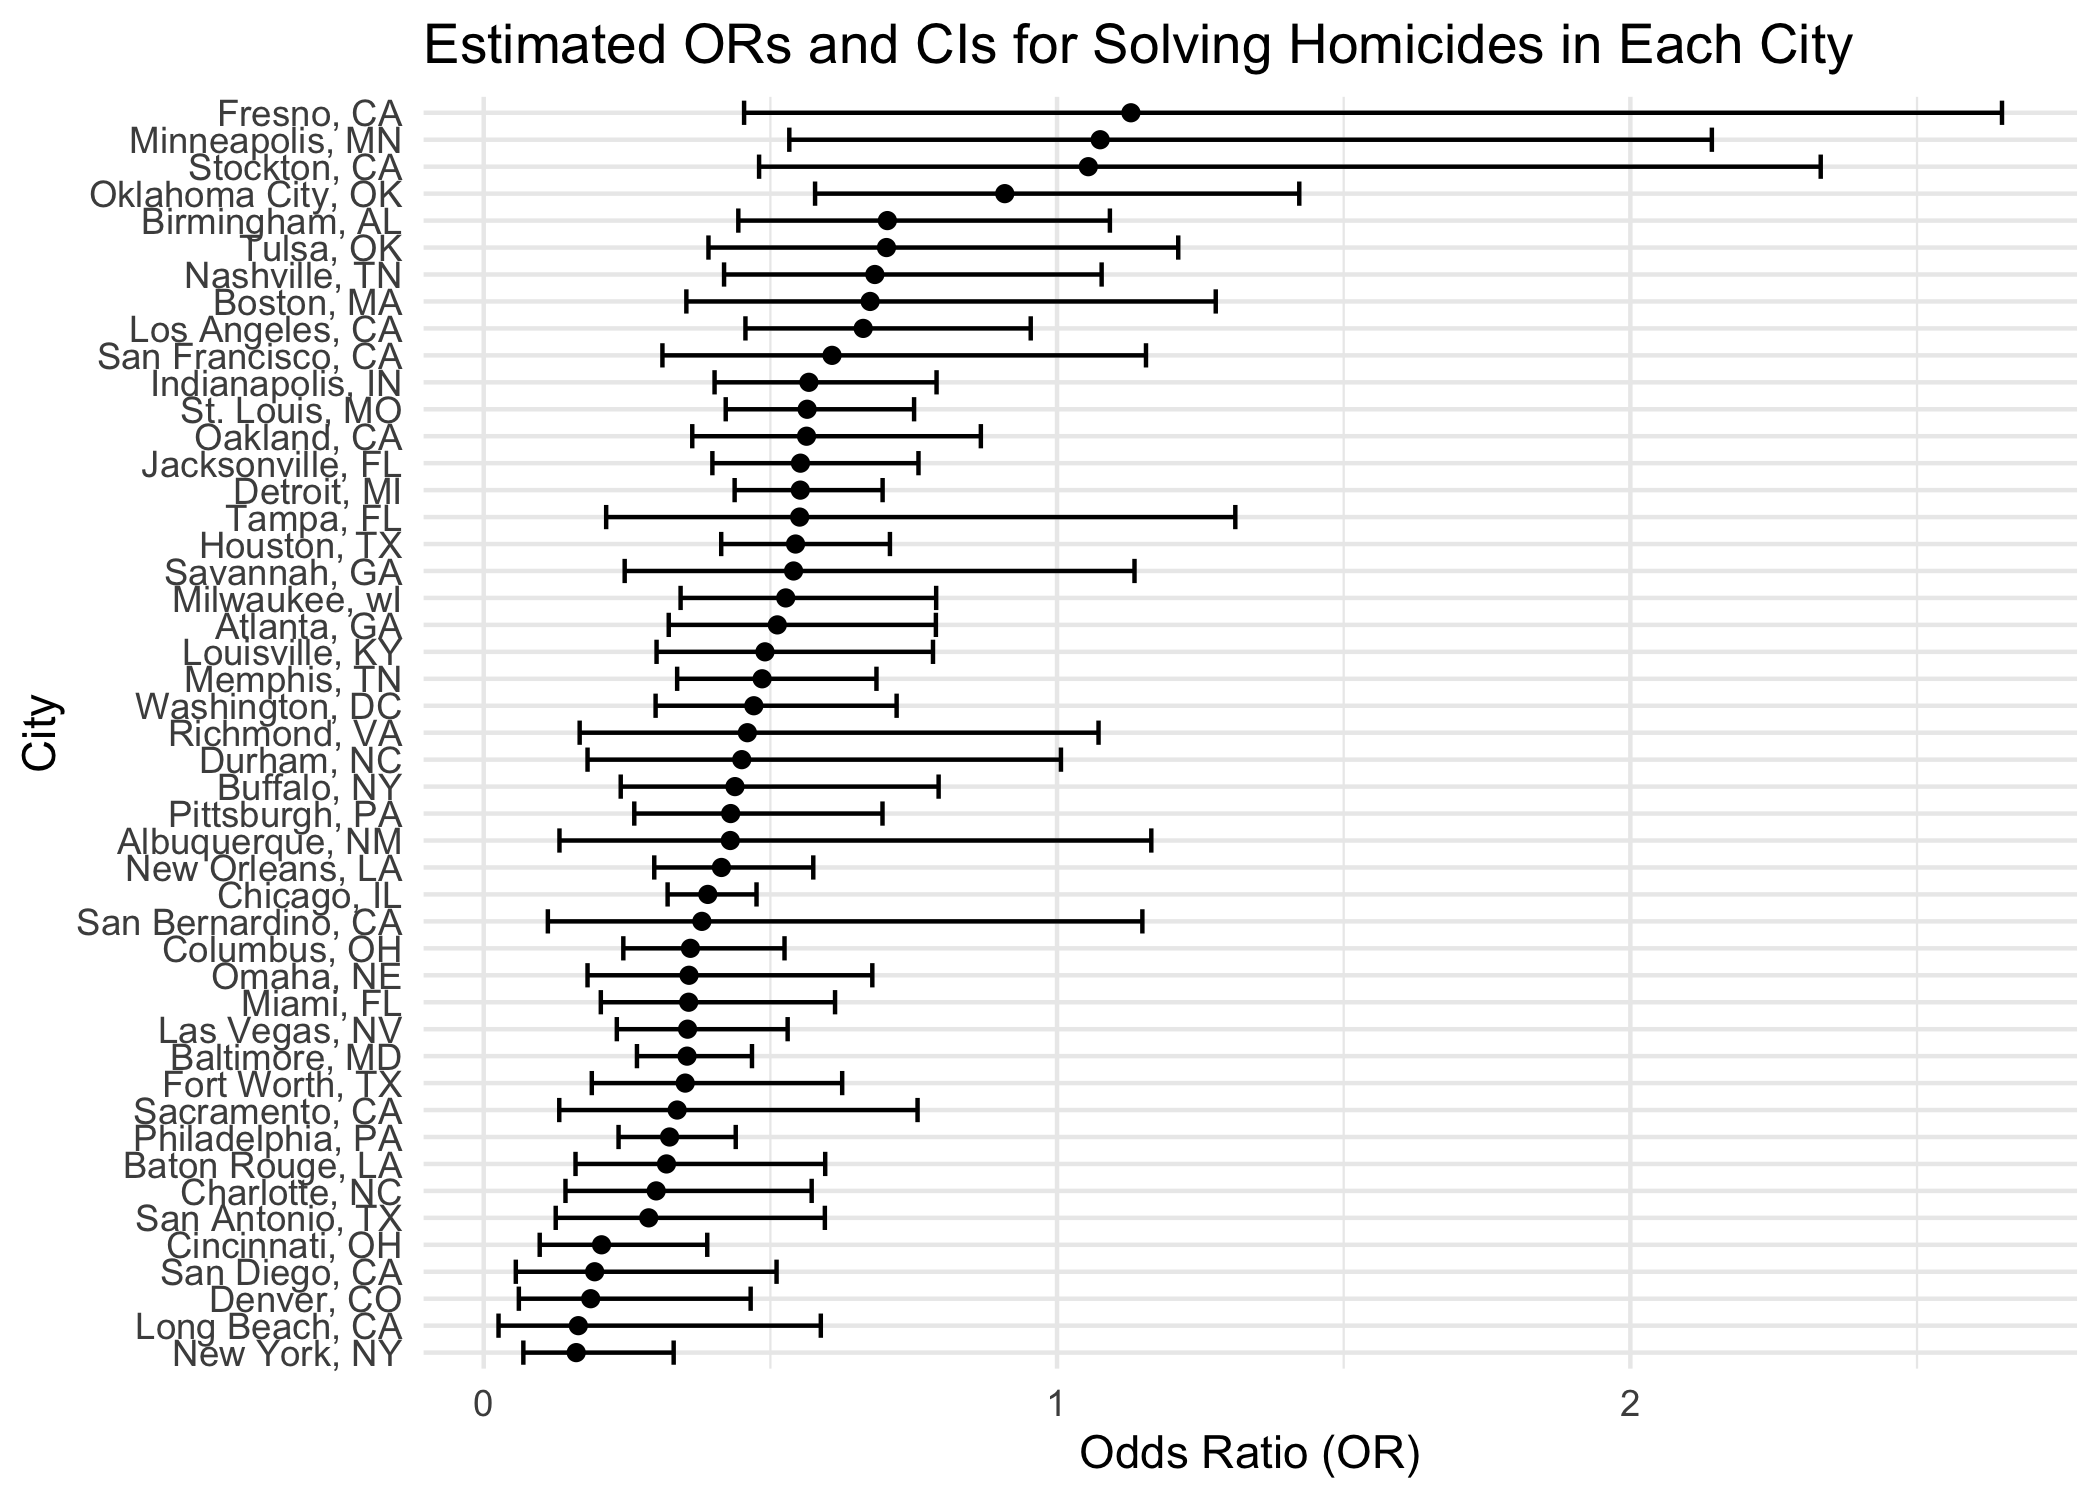 Estimated ORs and CIs for Solving Homicides in Each City
Fresno, CA
Minneapolis, MN
Stockton, CA
Oklahoma City, OK
Birmingham, AL
Tulsa, OK
Nashville, TN
Boston, MA
Los Angeles, CA
San Francisco, CA
Indianapolis, IN
St. Louis, MO
Oakland, CA
Jacksonville, FL
Detroit, MI
Tampa, FL
Houston, TX
Savannah, GA
Milwaukee, wI
Atlanta, GA
Louisville, KY
Memphis, TN
Washington, DC
Richmond, VA
Durham, NC
Buffalo, NY
Pittsburgh, PA
Albuquerque, NM
New Orleans, LA
Chicago, IL
San Bernardino, CA
Columbus, OH
Omaha, NE
Miami, FL
Las Vegas, NV
Baltimore, MD
Fort Worth, TX
Sacramento, CA
Philadelphia, PA
Baton Rouge, LA
Charlotte, NC
San Antonio, TX
Cincinnati, OH
San Diego, CA
Denver, CO
Long Beach, CA
New York, NY
City
0 1 2
Odds Ratio (OR)